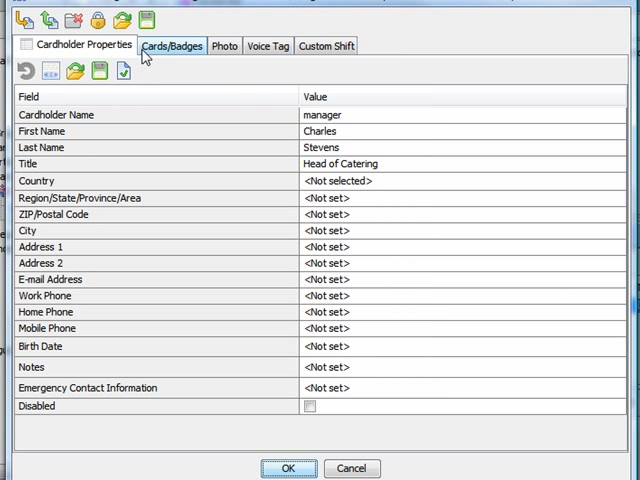 Cardholder Properties Cards/Badges Photo Voice Tag Custom Shift
Field Value
Cardholder Name manager
First Name Charles
Last Name Stevens
Title Head of Catering
Country <Not selected>
Region/State/Province/Area <Not set>
ZIP/Postal Code <Not set>
City <Not set>
Address 1 <Not set>
Address 2 <Not set>
E-mail Address <Not set>
Work Phone <Not set>
Home Phone <Not set>
Mobile Phone <Not set>
Birth Date <Not set>
Notes <Not set>
Emergency Contact Information <Not set>
Disabled
OK Cancel